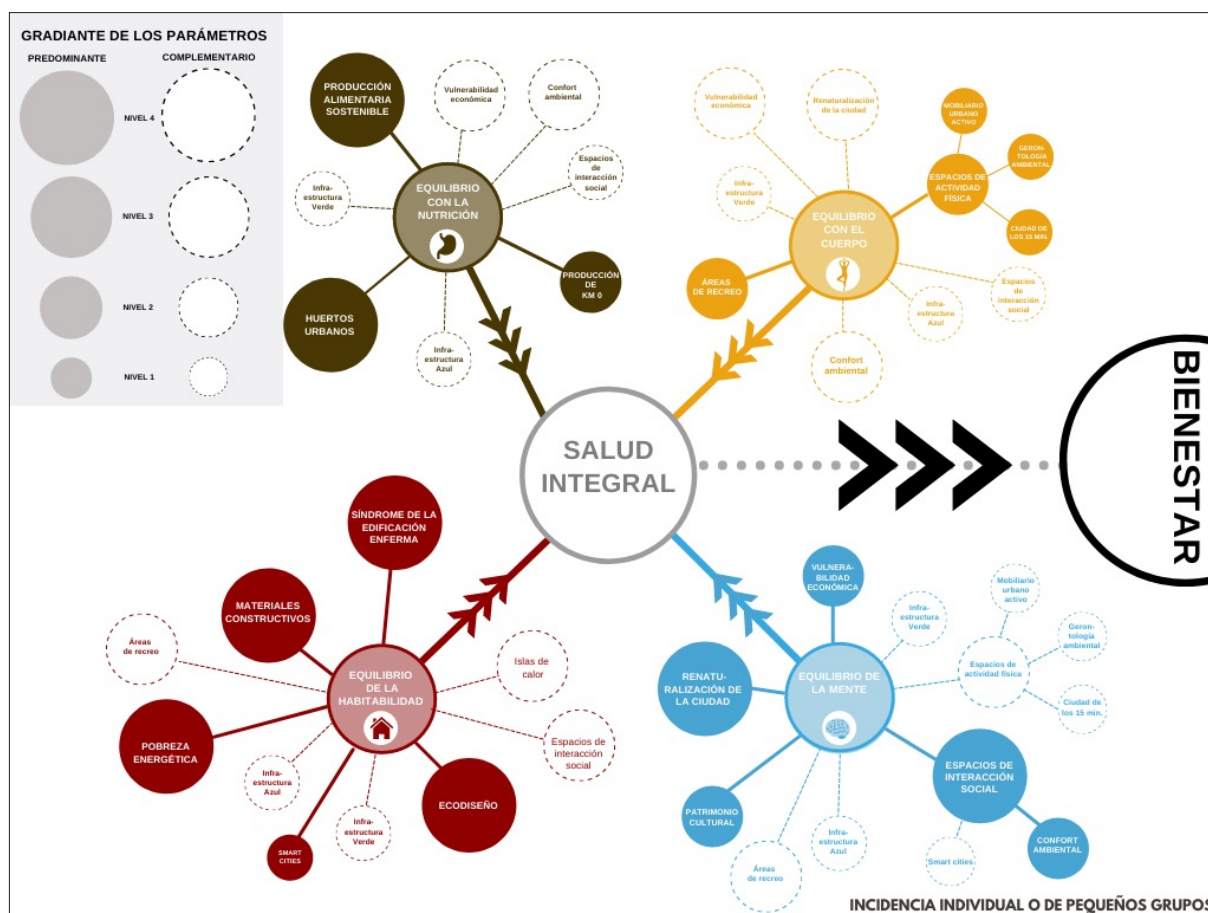 GRADIANTE DE LOS PARÁMETROS
PREDOMINANTE
COMPLEMENTARIO
NIVEL 4
NIVEL 3
NIVEL 2
NIVEL 1
PRODUCCIÓN
ALIMENTARIA
SOSTENIBLE
Vulnerabilidad
económica
Confort
ambiental
Espacios
de
interacción
social
Infra-
estructura
Verde
EQUILIBRIO
CON LA
NUTRICIÓN
HUERTOS
URBANOS
Infra-
estructura
Azul
PRODUCCIÓN
DE
KM 0
Vulnerabilidad
económica
Renaturalización
de la ciudad
MOBILIARIO
URBANO
ACTIVO
GERON-
TOLOGÍA
AMBIENTAL
ESPACIOS DE
ACTIVIDAD
FÍSICA
CIUDAD DE
LOS 15 MIN.
Infra-
estructura
Verde
EQUILIBRIO
CON EL
CUERPO
ÁREAS
DE RECREO
Espacios
de
interacción
social
Infra-
estructura
Azul
Confort
ambiental
SALUD
INTEGRAL
BIENESTAR
SÍNDROME DE LA
EDIFICACIÓN
ENFERMA
MATERIALES
CONSTRUCTIVOS
Áreas
de recreo
EQUILIBRIO
DE LA
HABITABILIDAD
Islas de
calor
POBREZA
ENERGÉTICA
Espacios de
interacción
social
Infra-
estructura
Azul
ECODISEÑO
Infra-
estructura
Verde
SMART
CITIES
VULNERA-
BILIDAD
ECONÓMICA
Infra-
estructura
Verde
Mobiliario
urbano
activo
Geron-
tología
ambiental
Espacios de
actividad física
Ciudad de
los 15 min.
RENATU-
RALIZACIÓN DE
LA CIUDAD
EQUILIBRIO DE
LA MENTE
ESPACIOS DE
INTERACCIÓN
SOCIAL
PATRIMONIO
CULTURAL
Infra-
estructura
Azul
Áreas
de recreo
Smart cities
CONFORT
AMBIENTAL
INCIDENCIA INDIVIDUAL O DE PEQUEÑOS GRUPOS